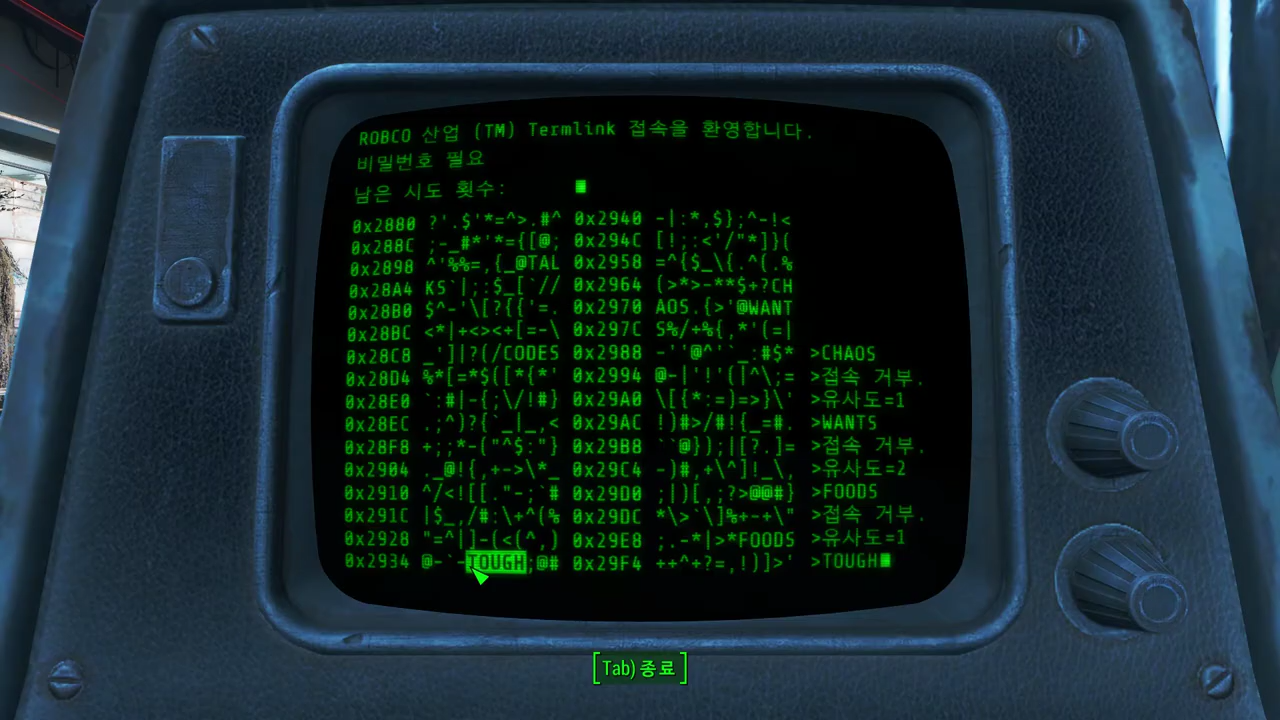 ROBCO 산업 (TM) Termlink 접속을 환영합니다.
비밀번호 필요
남은 시도 횟수: ■
0x2880 ?'.$'*=^>.#^ 0x2940 -|:*,$};^-!<
0x288C ;-_#*'*={[@; 0x294C [!;:<'/"*]}(
0x2898 ^'%%=,{_@TAL 0x2958 =^{$_\{.^(.%
0x28A4 KS`|;:$_[`// 0x2964 (>*>-**$+?CH
0x28B0 $^-'\[?{{'=. 0x2970 AOS.{>'@WANT
0x28BC <*|+<><+[=-\ 0x297C S%/+%{,*'(=|
0x28C8 _']|?(/CODES 0x2988 -''@^'`_:#$* >CHAOS
0x28D4 %*[=*$([*{*' 0x2994 @-|'!'(|^\;= >접속 거부.
0x28E0 `:#|-{;\/!#} 0x29A0 \[{*:=)=>}\' >유사도=1
0x28EC .;^)?{`_|_,< 0x29AC !)#>/#!{_=#. >WANTS
0x28F8 +;;*-("^$:"} 0x29B8 ``@});|[?.]= >접속 거부.
0x2904 ._@!{,+->\*_ 0x29C4 -)#,+\^]!_\, >유사도=2
0x2910 ^/<![[."-;`# 0x29D0 ;|)[,;?>@@#} >FOODS
0x291C |$_,/#:\+^(% 0x29DC *\>`\]%+-+\" >접속 거부.
0x2928 "=^|]-(<(^,) 0x29E8 ;.-*|>*FOODS >유사도=1
0x2934 @-`-TOUGH;@# 0x29F4 ++^+?=,!)]>' >TOUGH■
[Tab) 종료]